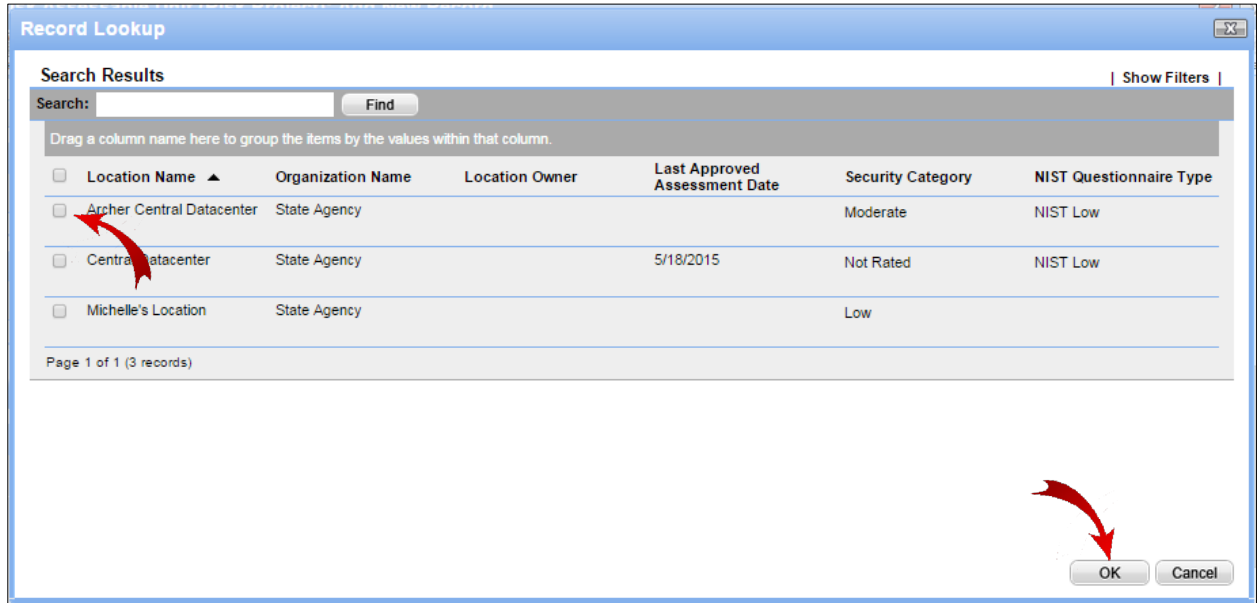 Record Lookup
Search Results
| Show Filters |
Search:
Find
Drag a column name here to group the items by the values within that column.
Location Name ▲ Organization Name Location Owner Last Approved Assessment Date Security Category NIST Questionnaire Type
Archer Central Datacenter State Agency Moderate NIST Low
Central Datacenter State Agency 5/18/2015 Not Rated NIST Low
Michelle's Location State Agency Low
Page 1 of 1 (3 records)
OK Cancel